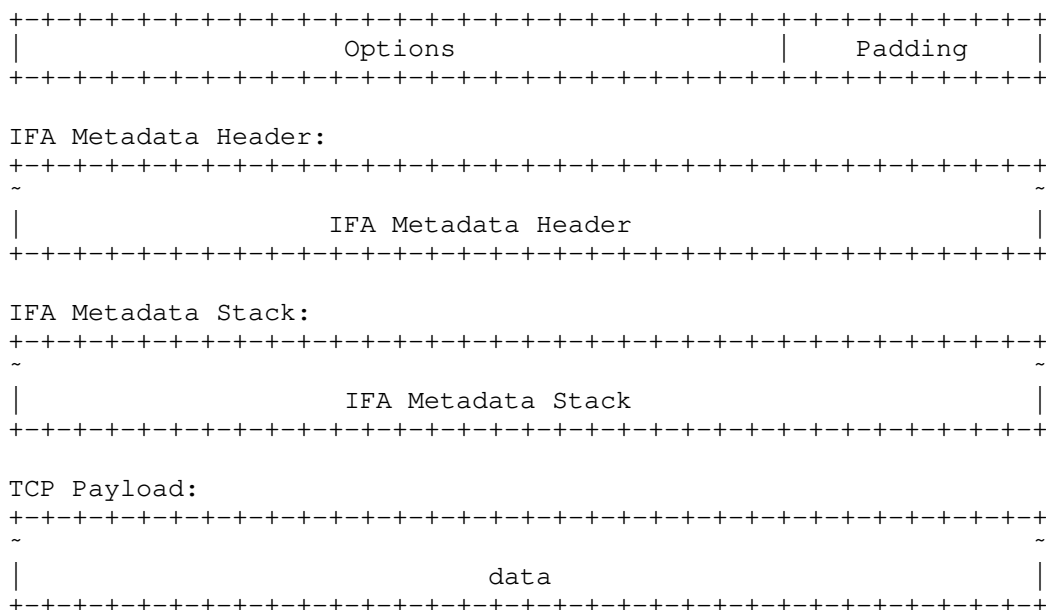 +-+-+-+-+-+-+-+-+-+-+-+-+-+-+-+-+-+-+-+-+-+-+-+-+-+-+-+-+-+-+-+-+
|                    Options                    |    Padding    |
+-+-+-+-+-+-+-+-+-+-+-+-+-+-+-+-+-+-+-+-+-+-+-+-+-+-+-+-+-+-+-+-+
IFA Metadata Header:
+-+-+-+-+-+-+-+-+-+-+-+-+-+-+-+-+-+-+-+-+-+-+-+-+-+-+-+-+-+-+-+-+
~                                                               ~
|                   IFA Metadata Header                         |
+-+-+-+-+-+-+-+-+-+-+-+-+-+-+-+-+-+-+-+-+-+-+-+-+-+-+-+-+-+-+-+-+
IFA Metadata Stack:
+-+-+-+-+-+-+-+-+-+-+-+-+-+-+-+-+-+-+-+-+-+-+-+-+-+-+-+-+-+-+-+-+
~                                                               ~
|                    IFA Metadata Stack                         |
+-+-+-+-+-+-+-+-+-+-+-+-+-+-+-+-+-+-+-+-+-+-+-+-+-+-+-+-+-+-+-+-+
TCP Payload:
+-+-+-+-+-+-+-+-+-+-+-+-+-+-+-+-+-+-+-+-+-+-+-+-+-+-+-+-+-+-+-+-+
~                                                               ~
|                             data                              |
+-+-+-+-+-+-+-+-+-+-+-+-+-+-+-+-+-+-+-+-+-+-+-+-+-+-+-+-+-+-+-+-+